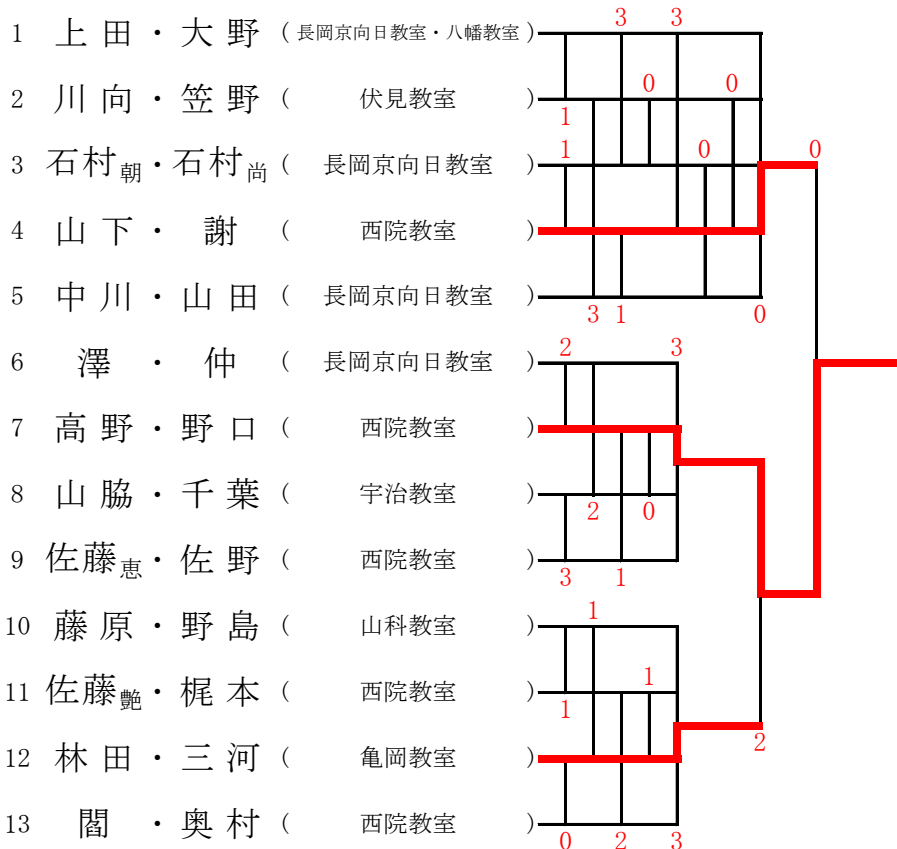 3 3
1 上田・大野 (長岡京向日教室・八幡教室)
0 0
2 川向・笠野 ( 伏見教室 )
1
1 0 0
3 石村朝・石村尚 ( 長岡京向日教室 )
4 山下・ 謝 ( 西院教室 )
5 中川・山田 ( 長岡京向日教室 )
3 1 0
2 3
6 澤 ・ 仲 ( 長岡京向日教室 )
7 高野・野口 ( 西院教室 )
8 山脇・千葉 ( 宇治教室 )
2 0
9 佐藤恵・佐野 ( 西院教室 )
3 1
1
10 藤原・野島 ( 山科教室 )
1
11 佐藤艶・梶本 ( 西院教室 )
1
2
12 林田・三河 ( 亀岡教室 )
13 閻 ・奥村 ( 西院教室 )
0 2 3